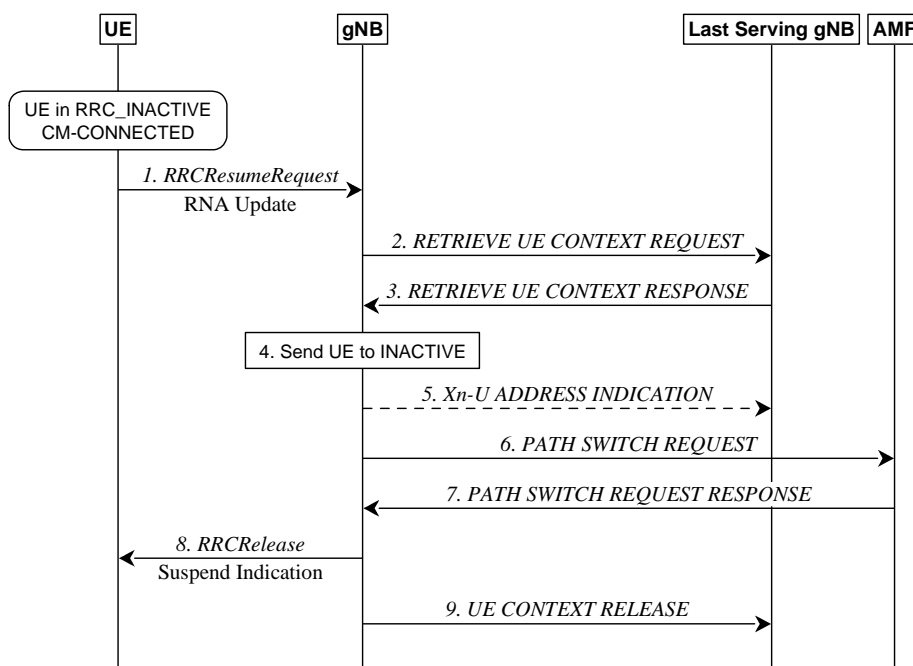 UE
gNB
Last Serving gNB
AMF
UE in RRC_INACTIVE
CM-CONNECTED
1. RRCResumeRequest
RNA Update
2. RETRIEVE UE CONTEXT REQUEST
3. RETRIEVE UE CONTEXT RESPONSE
4. Send UE to INACTIVE
5. Xn-U ADDRESS INDICATION
6. PATH SWITCH REQUEST
7. PATH SWITCH REQUEST RESPONSE
8. RRCRelease
Suspend Indication
9. UE CONTEXT RELEASE